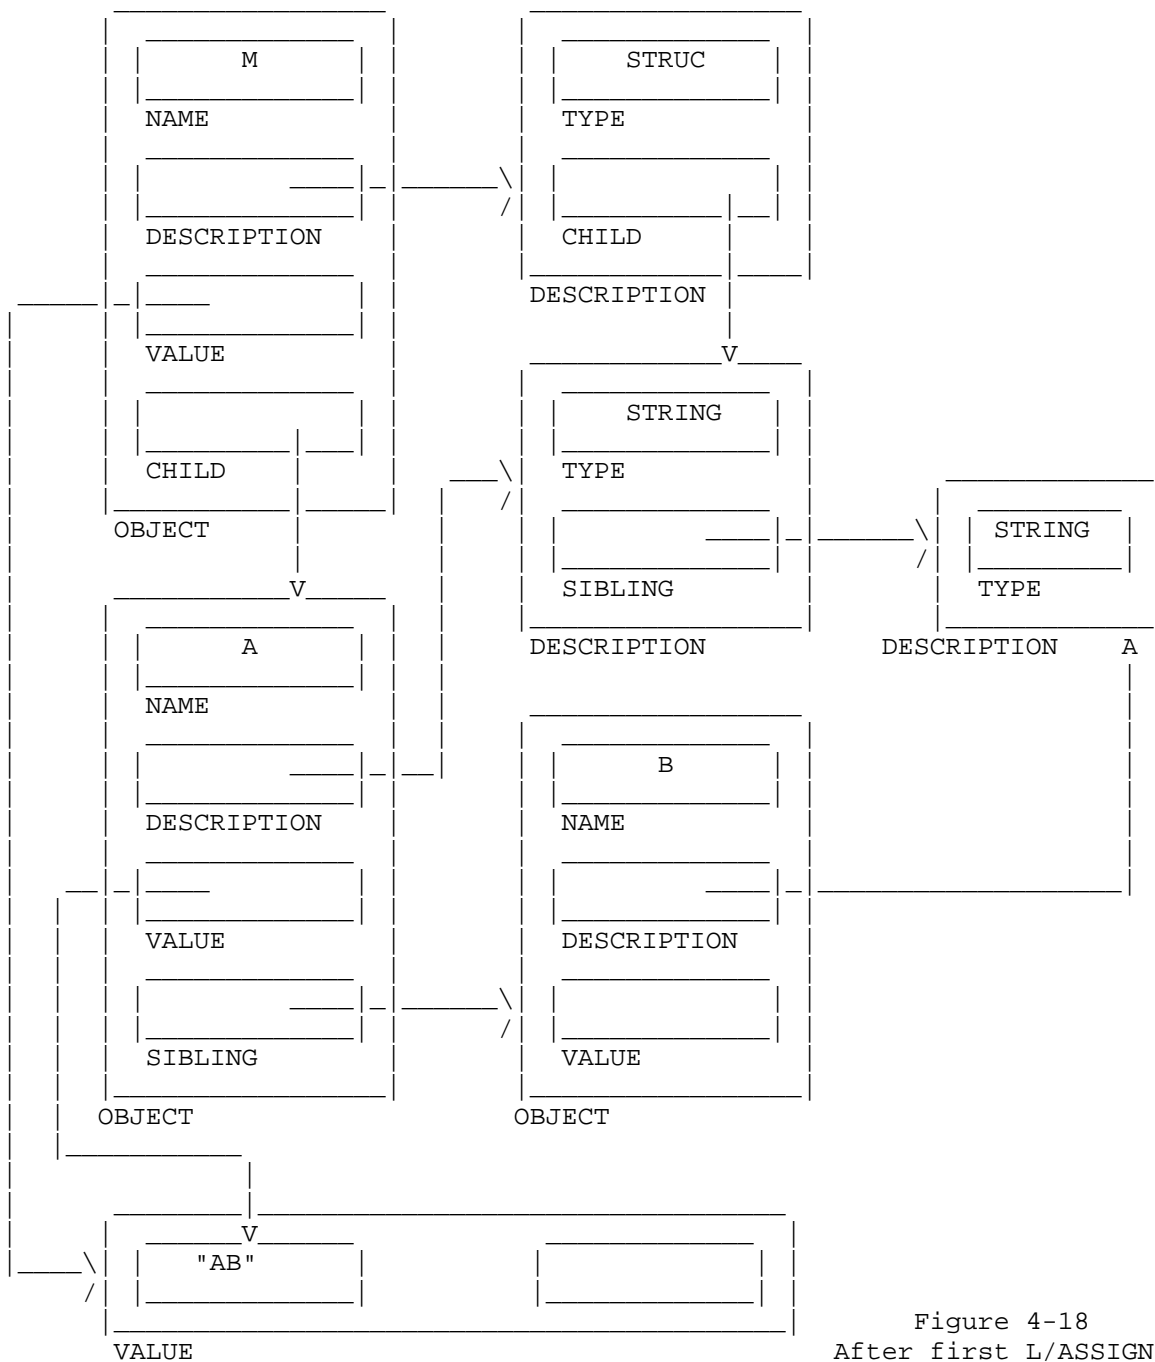 M STRUC
NAME TYPE
DESCRIPTION CHILD
DESCRIPTION
VALUE V
STRING
CHILD TYPE
OBJECT STRING
V SIBLING TYPE
A DESCRIPTION DESCRIPTION A
NAME
B
DESCRIPTION NAME
VALUE DESCRIPTION
SIBLING VALUE
OBJECT OBJECT
V
"AB"
Figure 4-18
VALUE After first L/ASSIGN